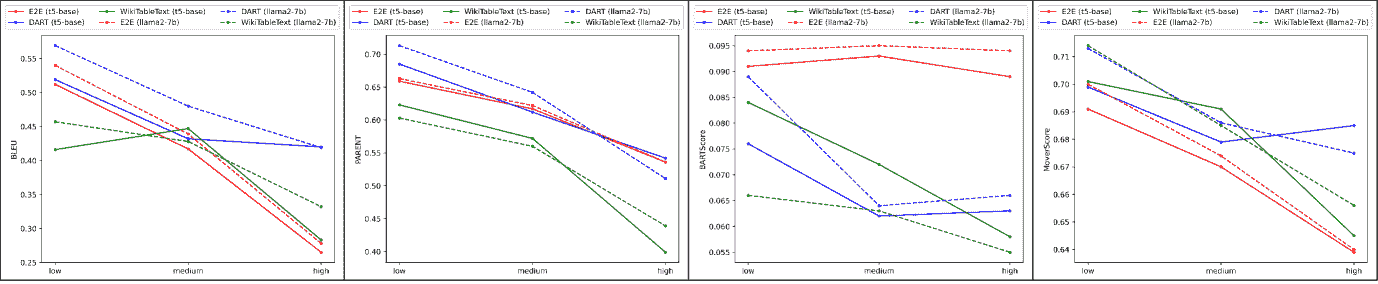 E2E (t5-base) WikiTableText (t5-base) DART (llama2-7b)
DART (t5-base) E2E (llama2-7b) WikiTableText (llama2-7b)
BLEU
0.55
0.50
0.45
0.40
0.35
0.30
0.25
low medium high
E2E (t5-base) WikiTableText (t5-base) DART (llama2-7b)
DART (t5-base) E2E (llama2-7b) WikiTableText (llama2-7b)
PARENT
0.70
0.65
0.60
0.55
0.50
0.45
0.40
low medium high
E2E (t5-base) WikiTableText (t5-base) DART (llama2-7b)
DART (t5-base) E2E (llama2-7b) WikiTableText (llama2-7b)
BARTScore
0.095
0.090
0.085
0.080
0.075
0.070
0.065
0.060
0.055
low medium high
E2E (t5-base) WikiTableText (t5-base) DART (llama2-7b)
DART (t5-base) E2E (llama2-7b) WikiTableText (llama2-7b)
MoverScore
0.71
0.70
0.69
0.68
0.67
0.66
0.65
0.64
low medium high